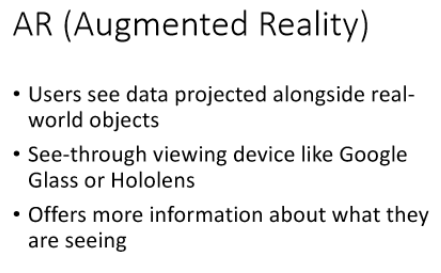 AR (Augmented Reality)
• Users see data projected alongside real-
world objects
• See-through viewing device like Google
Glass or Hololens
• Offers more information about what they
are seeing